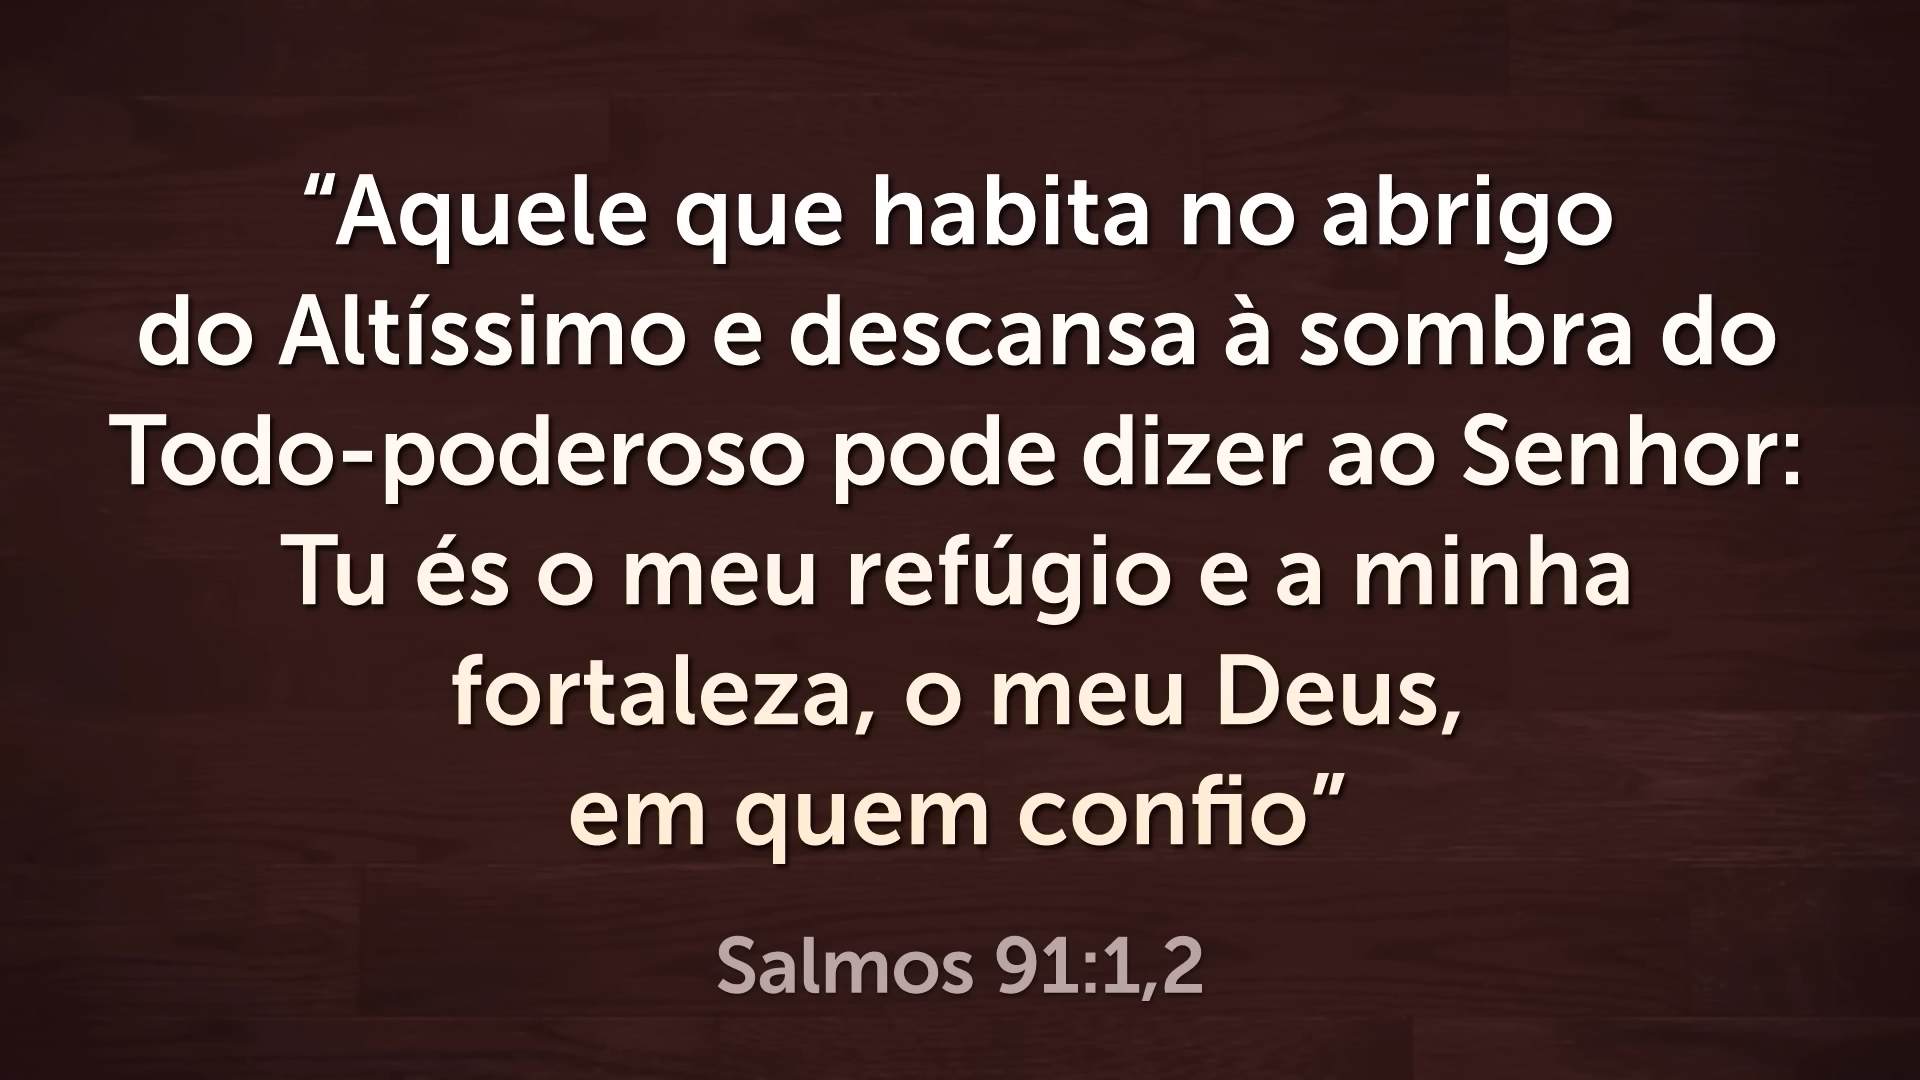 “Aquele que habita no abrigo
do Altíssimo e descansa à sombra do
Todo-poderoso pode dizer ao Senhor:
Tu és o meu refúgio e a minha
fortaleza, o meu Deus,
em quem confio”
Salmos 91:1,2